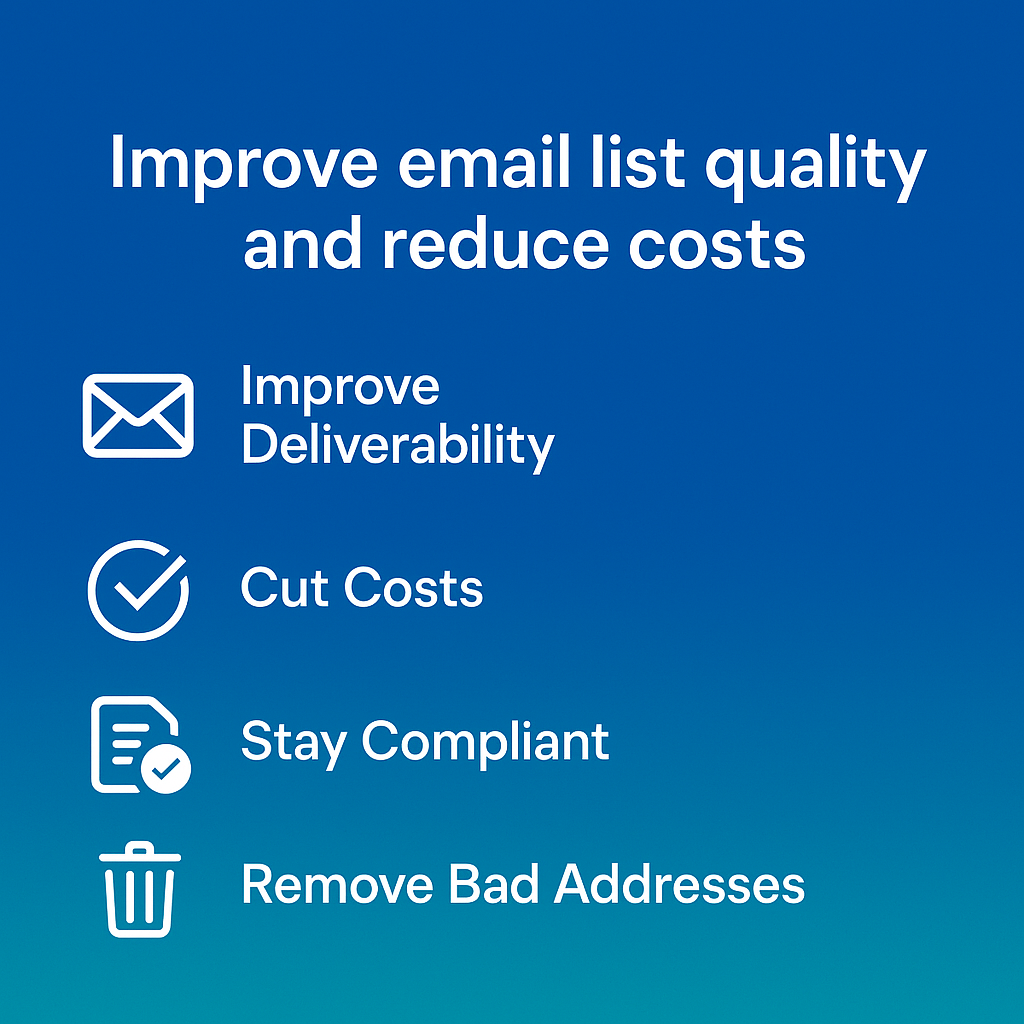 Improve email list quality
and reduce costs
Improve
Deliverability
Cut Costs
Stay Compliant
Remove Bad Addresses